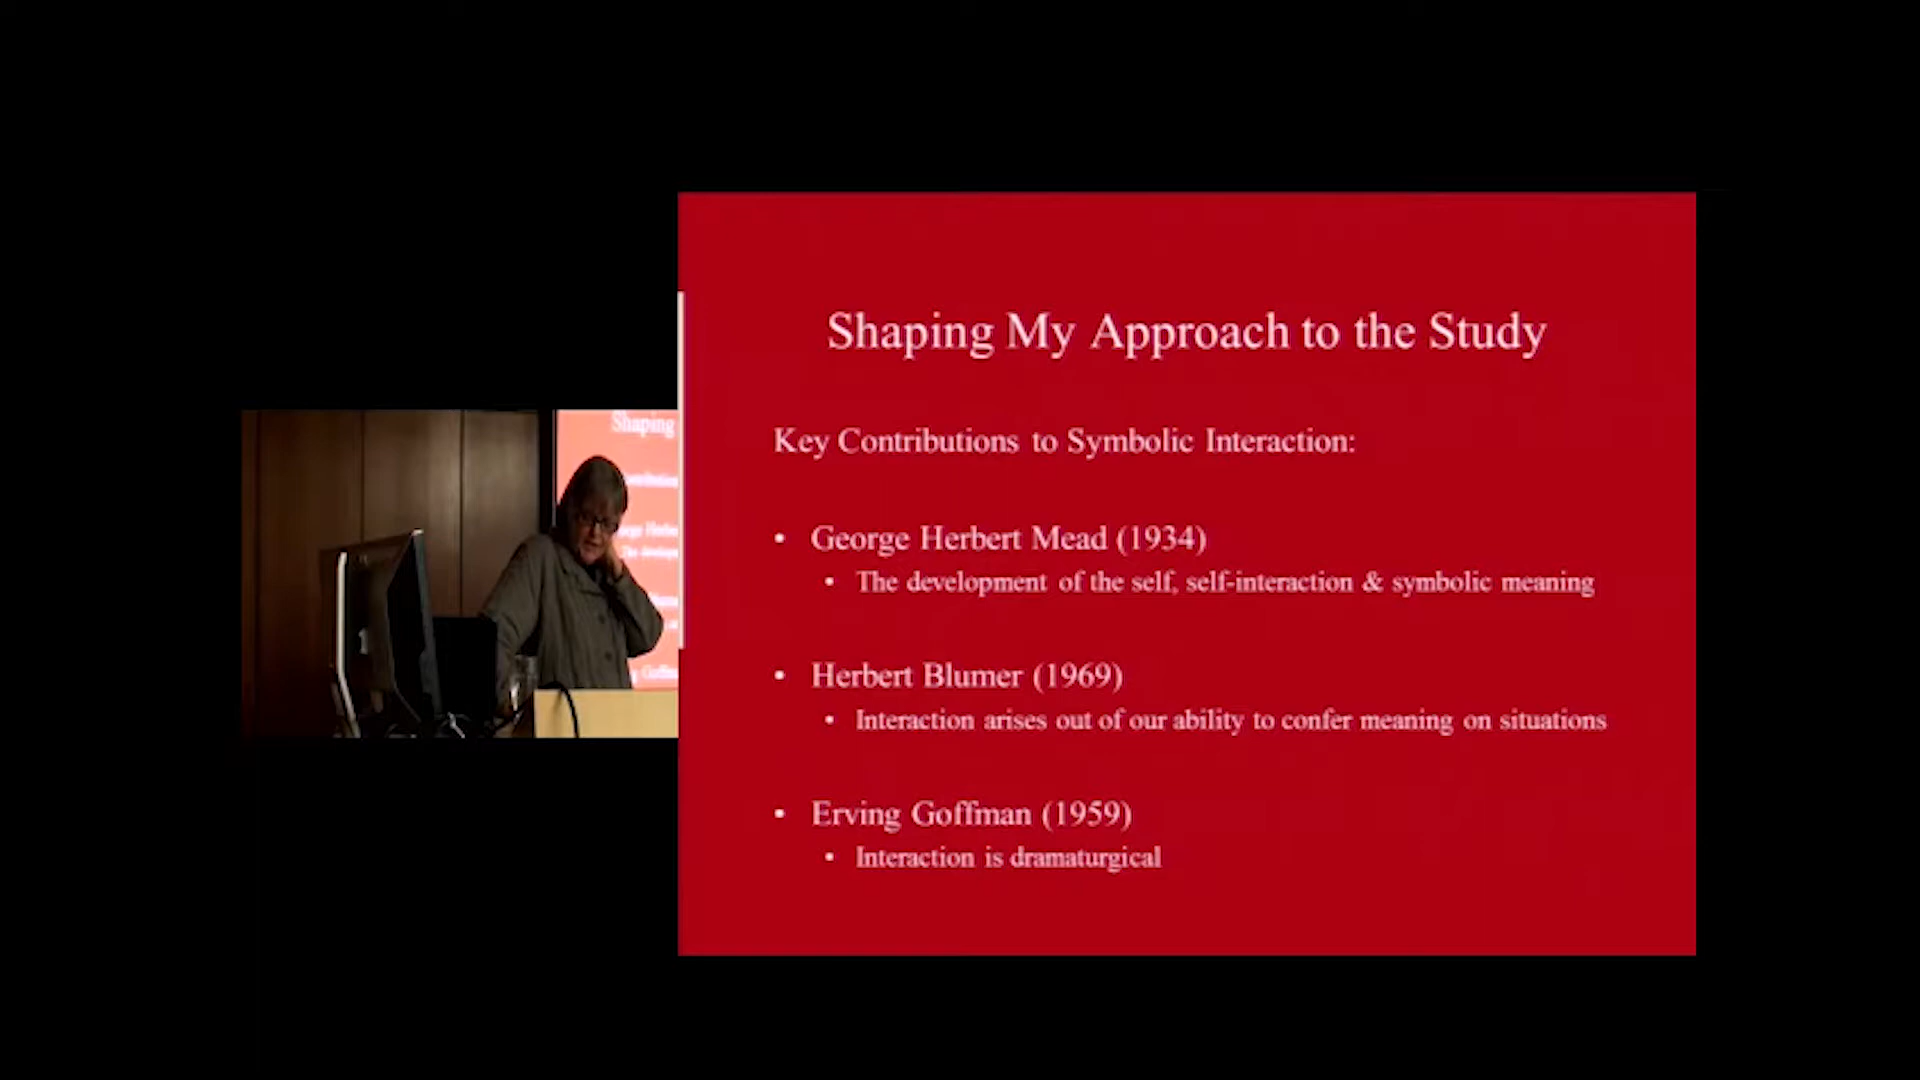 Shaping My Approach to the Study
Key Contributions to Symbolic Interaction:
• George Herbert Mead (1934)
• The development of the self, self-interaction & symbolic meaning
• Herbert Blumer (1969)
• Interaction arises out of our ability to confer meaning on situations
• Erving Goffman (1959)
• Interaction is dramaturgical
Shaping